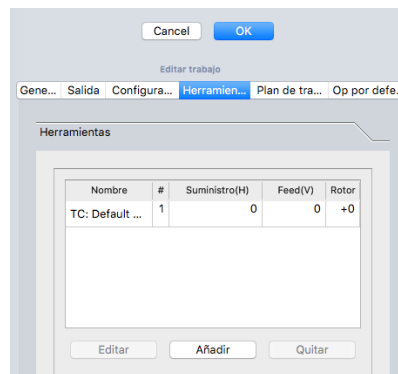 Cancel OK
Editar trabajo
Gene... Salida Configura... Herramien... Plan de tra... Op por defe.
Herramientas
Nombre # Suministro(H) Feed(V) Rotor
TC: Default ... 1 0 0 +0
Editar Añadir Quitar